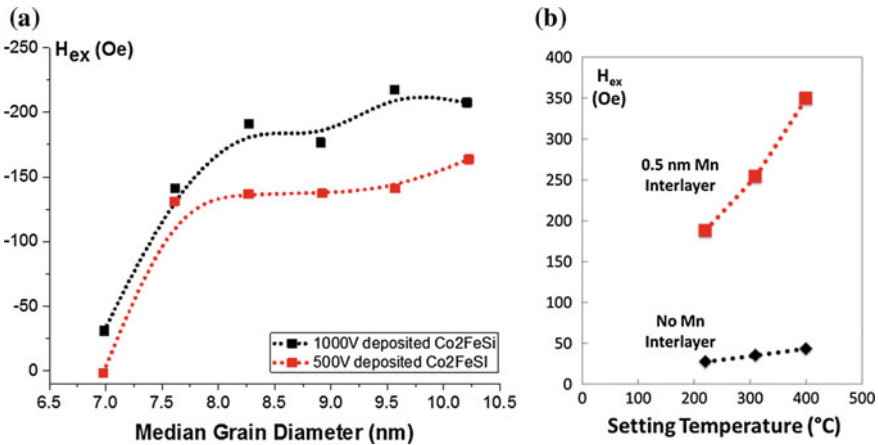 (a)
H_ex (Oe)
-250
-200
-150
-100
-50
0
6.5 7.0 7.5 8.0 8.5 9.0 9.5 10.0 10.5
1000V deposited Co2FeSi
500V deposited Co2FeSI
Median Grain Diameter (nm)
(b)
400
350
300
250
200
150
100
50
0
H_ex
(Oe)
0.5 nm Mn
Interlayer
No Mn
Interlayer
0 100 200 300 400 500
Setting Temperature (°C)